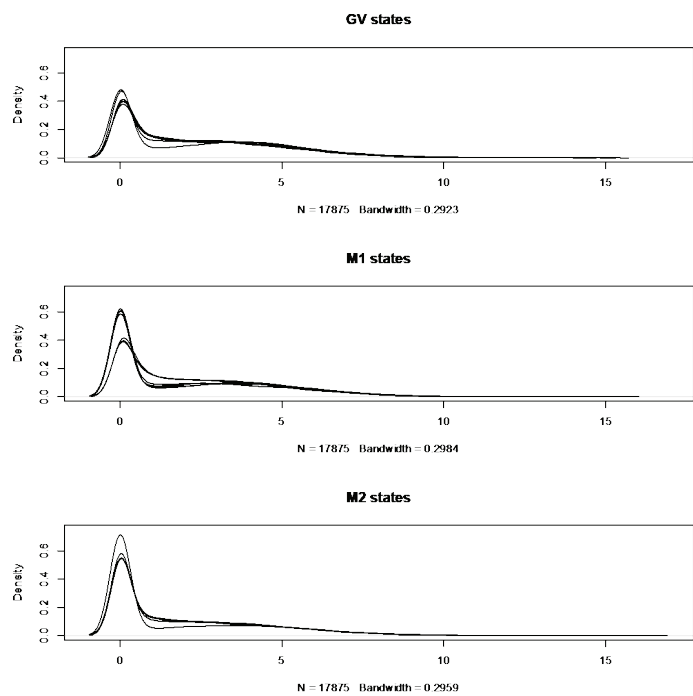 GV states
Density
0.0 0.2 0.4 0.6
0 5 10 15
N = 17875 Bandwidth = 0.2923
M1 states
Density
0.0 0.2 0.4 0.6
0 5 10 15
N = 17875 Bandwidth = 0.2984
M2 states
Density
0.0 0.2 0.4 0.6
0 5 10 15
N = 17875 Bandwidth = 0.2959